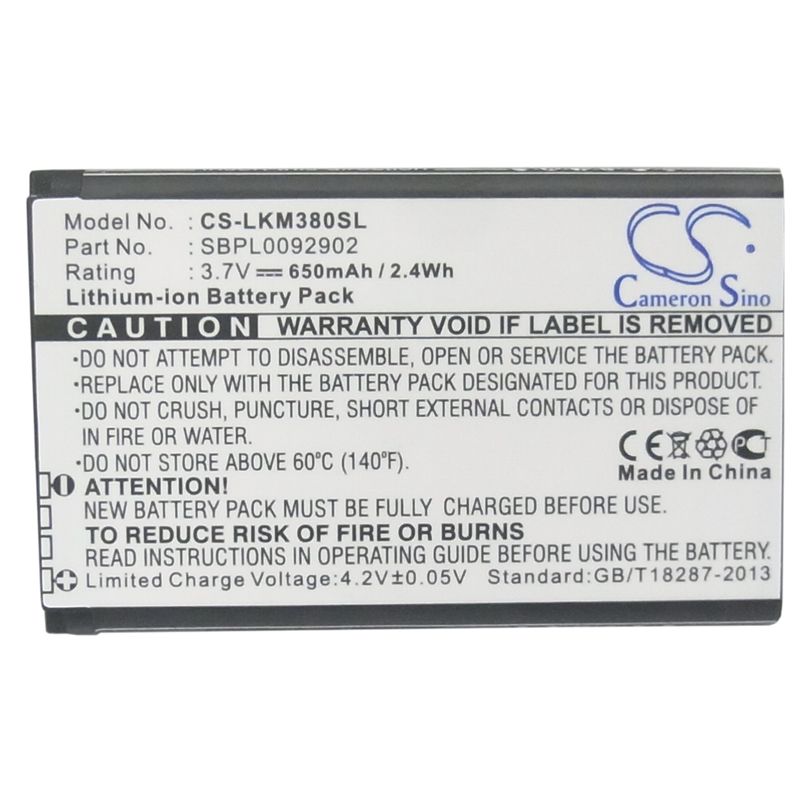 Model No. : CS-LKM380SL
Part No. : SBPL0092902
Rating : 3.7V 650mAh / 2.4Wh
Lithium-ion Battery Pack
CS
Cameron Sino
CAUTION WARRANTY VOID IF LABEL IS REMOVED
•DO NOT ATTEMPT TO DISASSEMBLE, OPEN OR SERVICE THE BATTERY PACK.
•REPLACE ONLY WITH THE BATTERY PACK DESIGNATED FOR THIS PRODUCT.
•DO NOT CRUSH, PUNCTURE, SHORT EXTERNAL CONTACTS OR DISPOSE OF
IN FIRE OR WATER.
•DO NOT STORE ABOVE 60°C (140°F).
CE
Made In China
ATTENTION!
NEW BATTERY PACK MUST BE FULLY CHARGED BEFORE USE.
TO REDUCE RISK OF FIRE OR BURNS
READ INSTRUCTIONS IN OPERATING GUIDE BEFORE USING THE BATTERY.
Limited Charge Voltage:4.2V±0.05V Standard:GB/T18287-2013